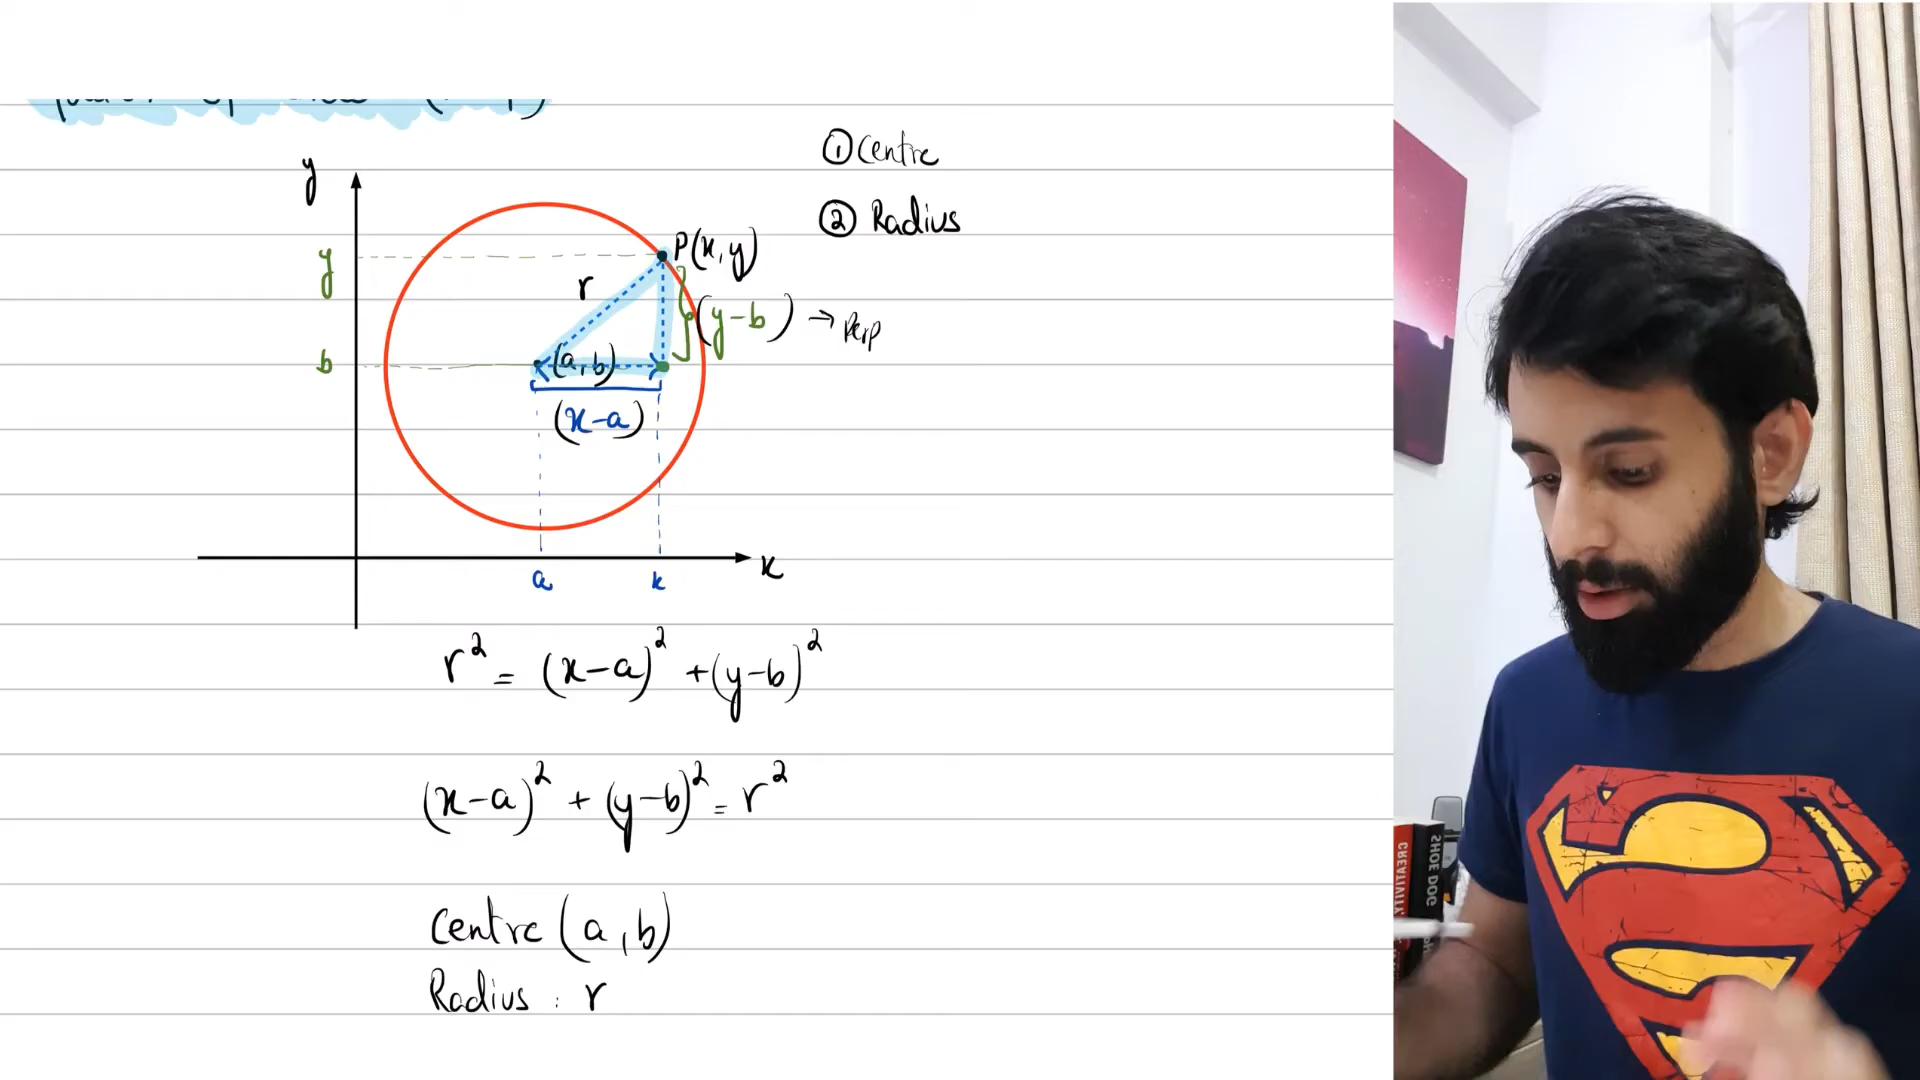 ① Centre
② Radius
y
P(x,y)
y
r
(y-b) → Perp
b
(a,b)
(x-a)
x
a
x
r² = (x-a)² + (y-b)²
(x-a)² + (y-b)² = r²
Centre (a,b)
Radius : r
CREATIVITY,
SHOE DOG